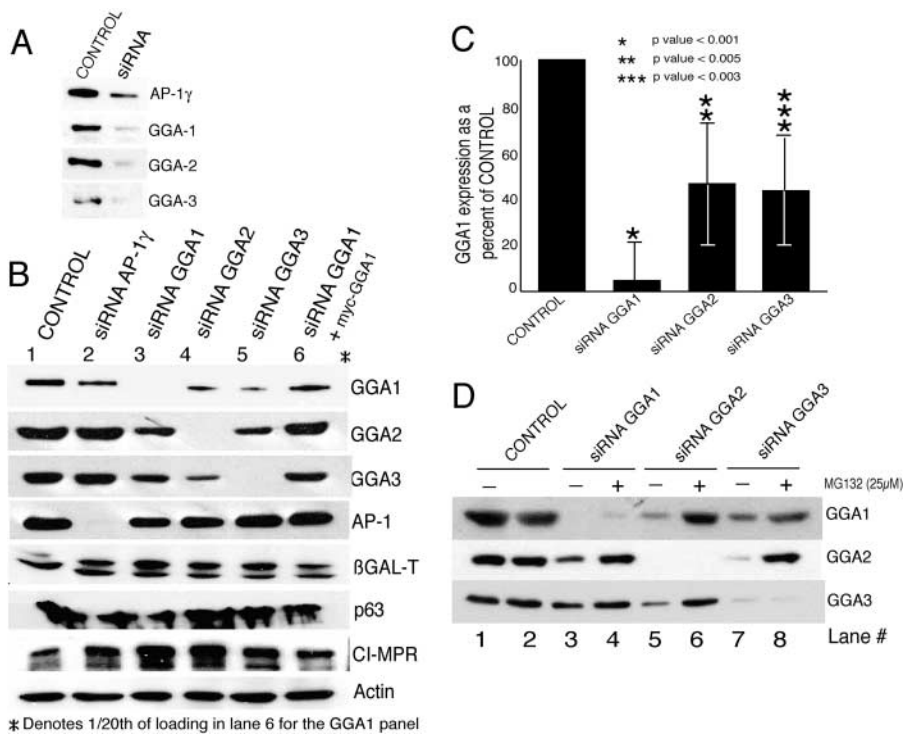 A
CONTROL
siRNA
AP-1γ
GGA-1
GGA-2
GGA-3
B
CONTROL
siRNA AP-1γ
siRNA GGA1
siRNA GGA2
siRNA GGA3
siRNA GGA1
+ myc-GGA1
1 2 3 4 5 6 *
GGA1
GGA2
GGA3
AP-1
βGAL-T
p63
CI-MPR
Actin
* Denotes 1/20th of loading in lane 6 for the GGA1 panel
C
* p value < 0.001
** p value < 0.005
*** p value < 0.003
GGA1 expression as a
percent of CONTROL
100
80
60
40
20
0
*
**
***
CONTROL
siRNA GGA1
siRNA GGA2
siRNA GGA3
D
CONTROL
siRNA GGA1
siRNA GGA2
siRNA GGA3
− − + − + − + MG132 (25μM)
GGA1
GGA2
GGA3
1 2 3 4 5 6 7 8 Lane #